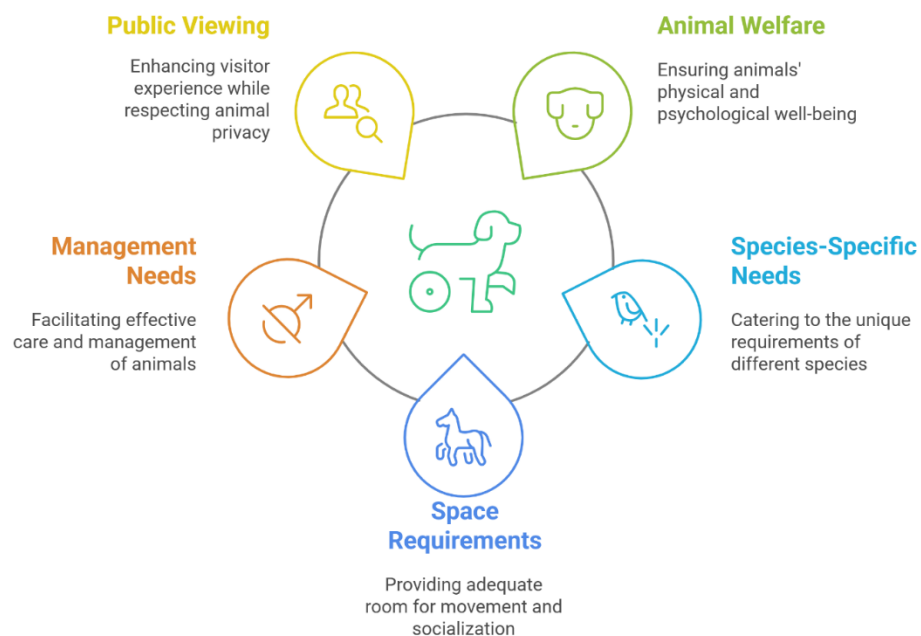 Public Viewing
Enhancing visitor
experience while
respecting animal
privacy
Animal Welfare
Ensuring animals'
physical and
psychological well-being
Management
Needs
Facilitating effective
care and management
of animals
Species-Specific
Needs
Catering to the unique
requirements of
different species
Space
Requirements
Providing adequate
room for movement and
socialization